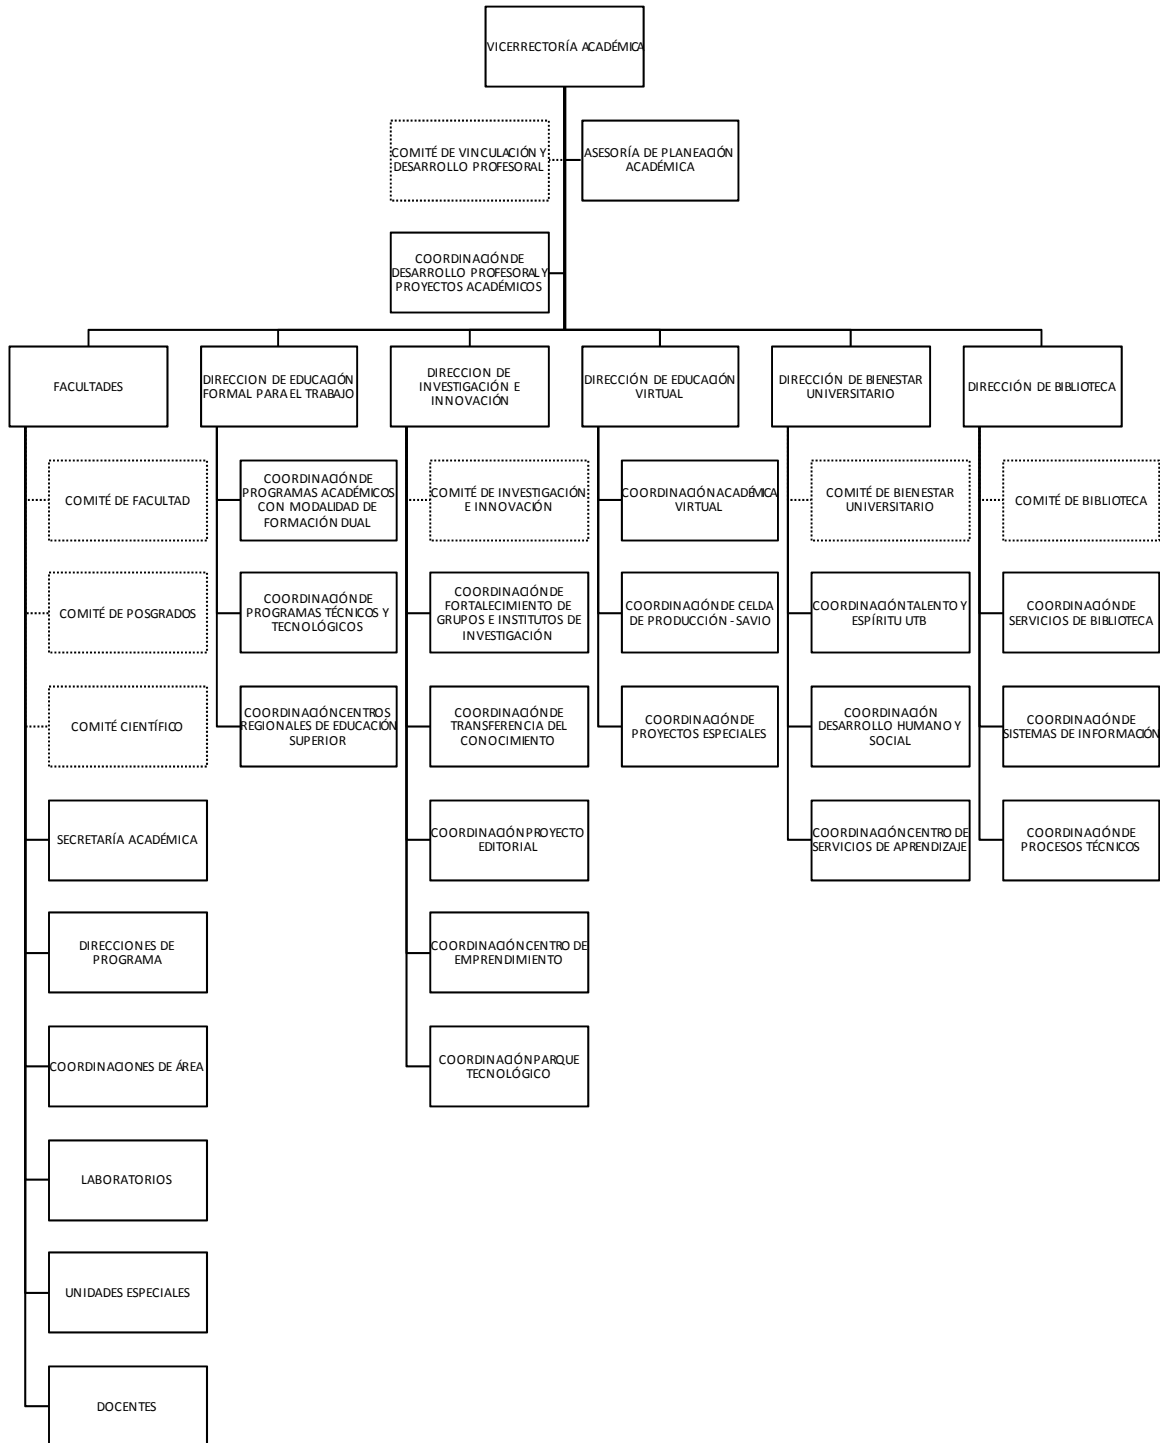 VICERRECTORÍA ACADÉMICA
COMITÉ DE VINCULACIÓN Y
DESARROLLO PROFESORAL
ASESORÍA DE PLANEACIÓN
ACADÉMICA
COORDINACIÓN DE
DESARROLLO PROFESORAL Y
PROYECTOS ACADÉMICOS
FACULTADES
COMITÉ DE FACULTAD
COMITÉ DE POSGRADOS
COMITÉ CIENTÍFICO
SECRETARÍA ACADÉMICA
DIRECCIONES DE
PROGRAMA
COORDINACIONES DE ÁREA
LABORATORIOS
UNIDADES ESPECIALES
DOCENTES
DIRECCION DE EDUCACIÓN
FORMAL PARA EL TRABAJO
COORDINACIÓN DE
PROGRAMAS ACADÉMICOS
CON MODALIDAD DE
FORMACIÓN DUAL
COORDINACIÓN DE
PROGRAMAS TÉCNICOS Y
TECNOLÓGICOS
COORDINACIÓN CENTROS
REGIONALES DE EDUCACIÓN
SUPERIOR
DIRECCION DE
INVESTIGACIÓN E
INNOVACIÓN
COMITÉ DE INVESTIGACIÓN
E INNOVACIÓN
COORDINACIÓN DE
FORTALECIMIENTO DE
GRUPOS E INSTITUTOS DE
INVESTIGACIÓN
COORDINACIÓN DE
TRANSFERENCIA DEL
CONOCIMIENTO
COORDINACIÓN PROYECTO
EDITORIAL
COORDINACIÓN CENTRO DE
EMPRENDIMIENTO
COORDINACIÓN PARQUE
TECNOLÓGICO
DIRECCIÓN DE EDUCACIÓN
VIRTUAL
COORDINACIÓN ACADÉMICA
VIRTUAL
COORDINACIÓN DE CELDA
DE PRODUCCIÓN - SAVIO
COORDINACIÓN DE
PROYECTOS ESPECIALES
DIRECCIÓN DE BIENESTAR
UNIVERSITARIO
COMITÉ DE BIENESTAR
UNIVERSITARIO
COORDINACIÓN TALENTO Y
ESPÍRITU UTB
COORDINACIÓN
DESARROLLO HUMANO Y
SOCIAL
COORDINACIÓN CENTRO DE
SERVICIOS DE APRENDIZAJE
DIRECCIÓN DE BIBLIOTECA
COMITÉ DE BIBLIOTECA
COORDINACIÓN DE
SERVICIOS DE BIBLIOTECA
COORDINACIÓN DE
SISTEMAS DE INFORMACIÓN
COORDINACIÓN DE
PROCESOS TÉCNICOS